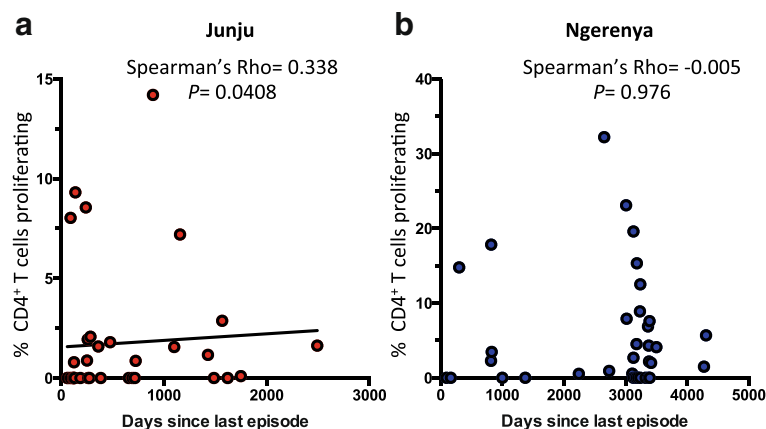 a
Junju
Spearman's Rho= 0.338
P= 0.0408
% CD4+ T cells proliferating
15
10
5
0
0 1000 2000 3000
Days since last episode
b
Ngerenya
Spearman's Rho= -0.005
P= 0.976
% CD4+ T cells proliferating
40
30
20
10
0
0 1000 2000 3000 4000 5000
Days since last episode